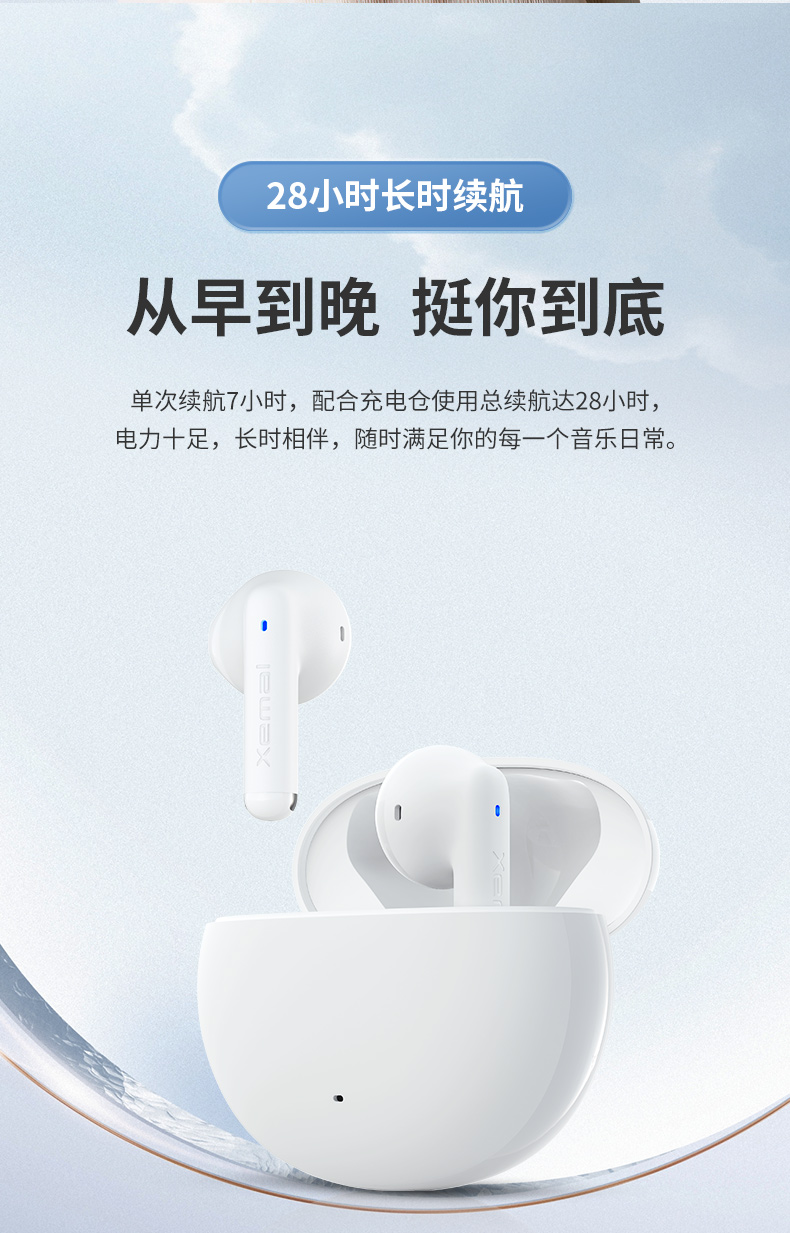 28小时长时续航
从早到晚 挺你到底
单次续航7小时，配合充电仓使用总续航达28小时，
电力十足，长时相伴，随时满足你的每一个音乐日常。
Xemal
Xer